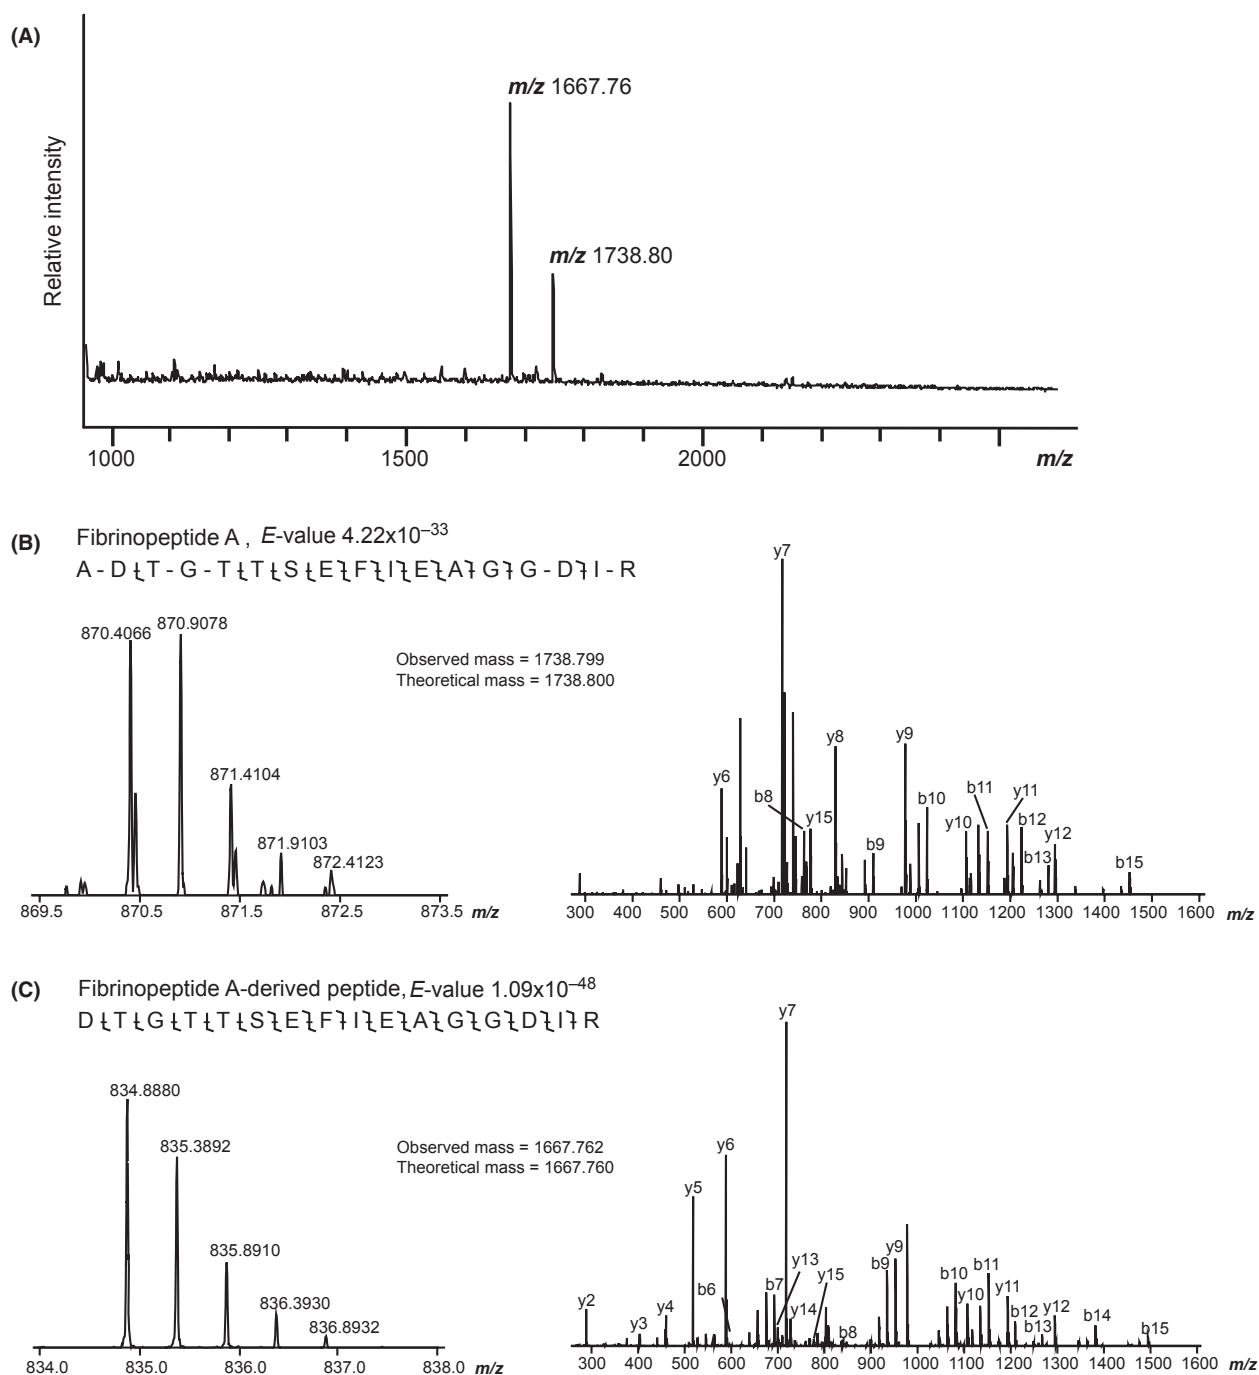 (A)
Relative intensity
m/z 1667.76
m/z 1738.80
1000 1500 2000 m/z
(B)
Fibrinopeptide A , E-value 4.22x10–33
A - D T - G - T T S E F I E A G G - D I - R
870.4066 870.9078
871.4104
871.9103
872.4123
869.5 870.5 871.5 872.5 873.5 m/z
Observed mass = 1738.799
Theoretical mass = 1738.800
y7
y6
b8
y15
y8
b9
y9
b10
y10
b11
y11
b12
b13
y12
b15
300 400 500 600 700 800 900 1000 1100 1200 1300 1400 1500 1600 m/z
(C)
Fibrinopeptide A-derived peptide, E-value 1.09x10–48
D T G T T S E F I E A G G D I R
834.8880
835.3892
835.8910
836.3930
836.8932
834.0 835.0 836.0 837.0 838.0 m/z
Observed mass = 1667.762
Theoretical mass = 1667.760
y2
y3
y4
y5
y6
b6
y7
b7
y13
y14
y15
b8
b9
y9
b10
y10
b11
y11
b12
b13
y12
b14
b15
300 400 500 600 700 800 900 1000 1100 1200 1300 1400 1500 1600 m/z